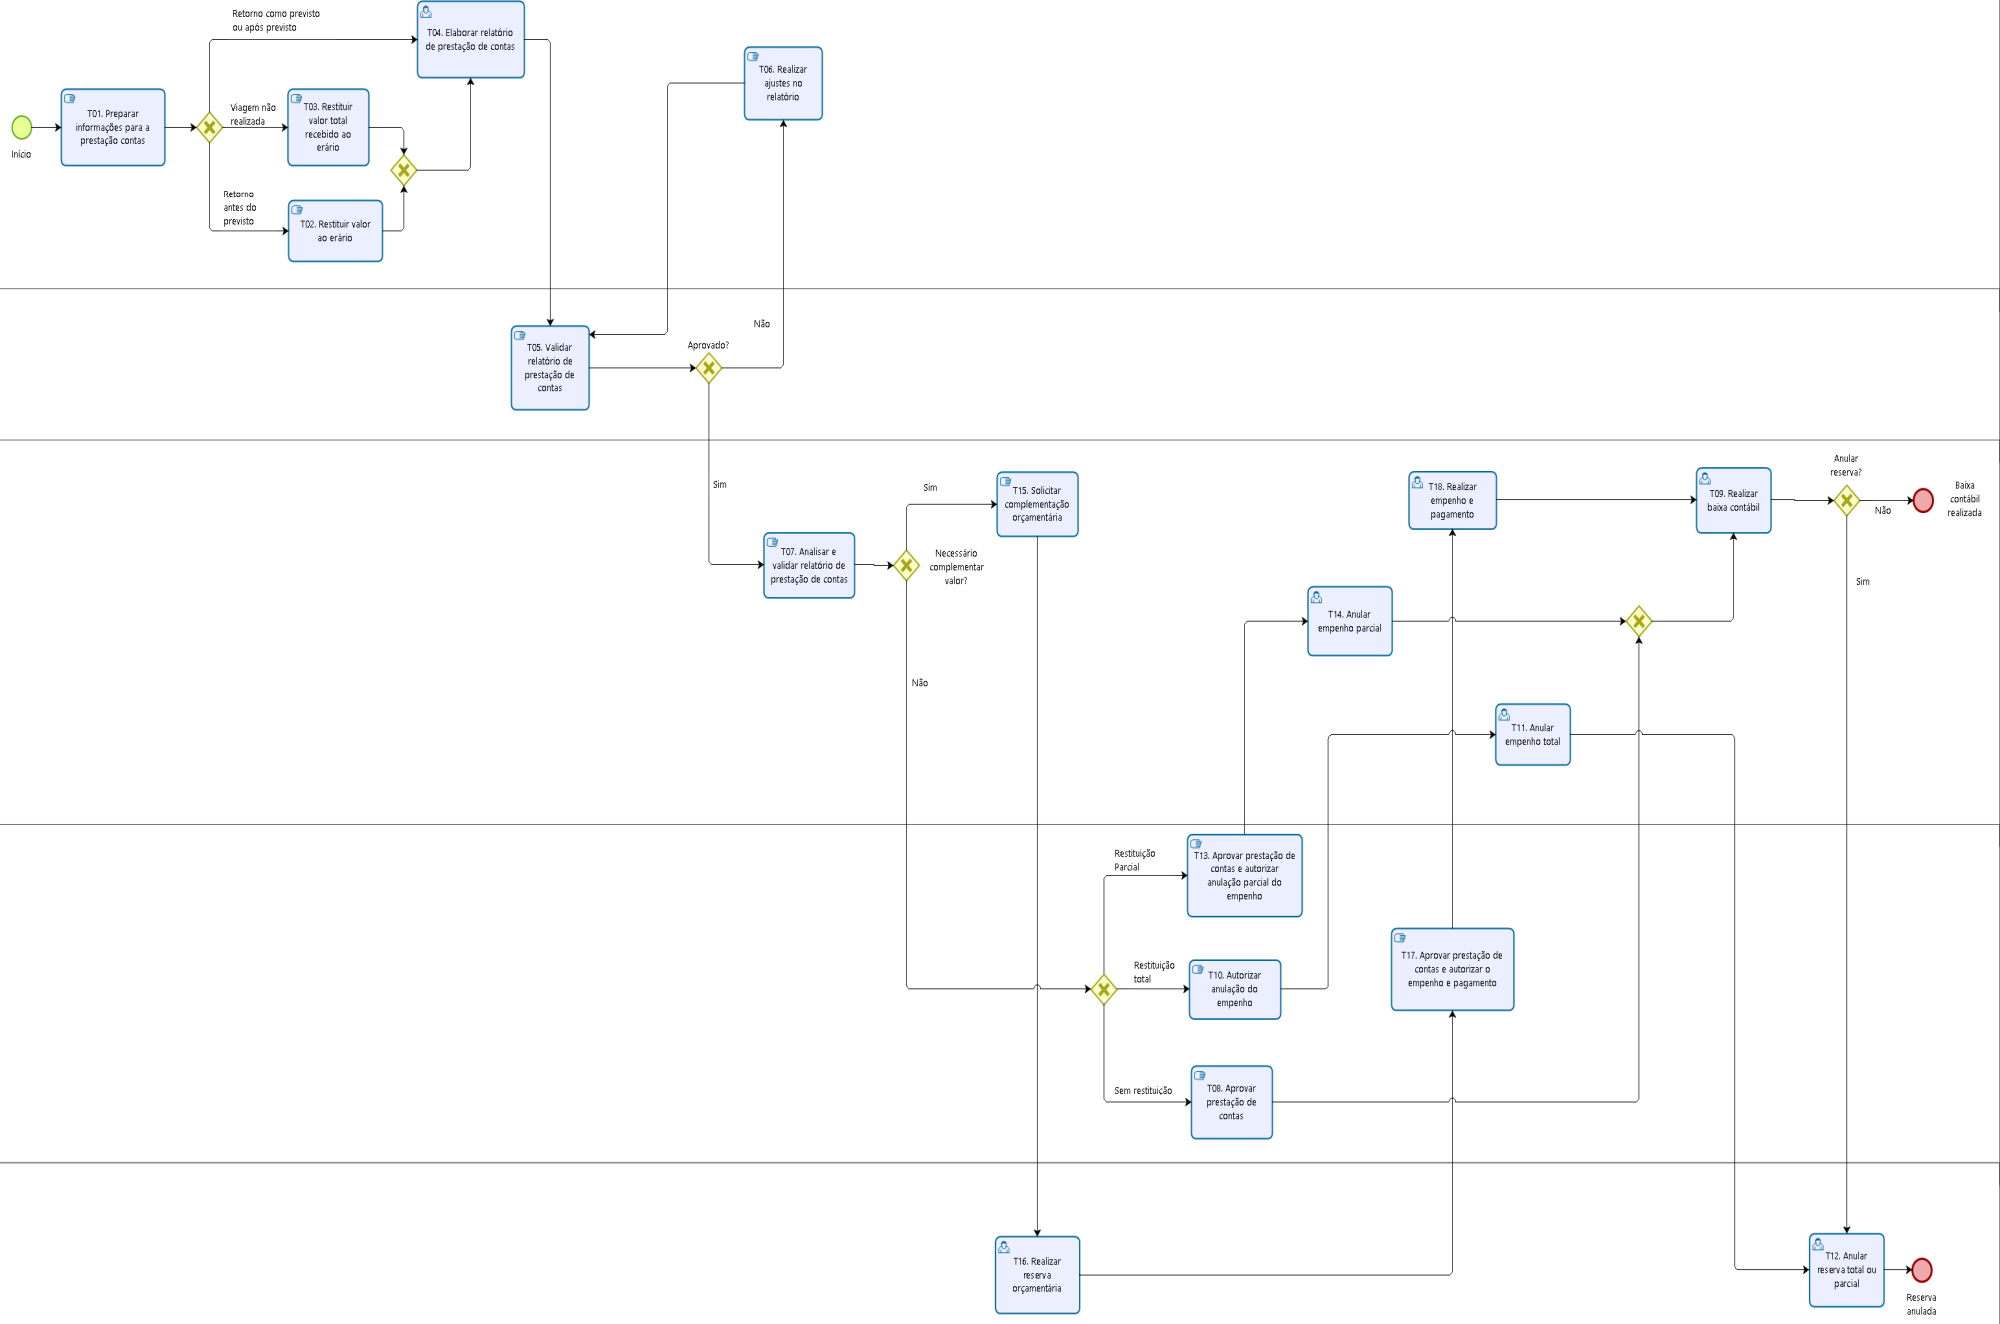 Retorno como previsto
ou após previsto
T04. Elaborar relatório
de prestação de contas
T06. Realizar
ajustes no
relatório
Início
T01. Preparar
informações para a
prestação contas
Viagem não
realizada
T03. Restituir
valor total
recebido ao
erário
Retorno
antes do
previsto
T02. Restituir valor
ao erário
T05. Validar
relatório de
prestação de
contas
Aprovado?
Não
Sim
T07. Analisar e
validar relatório de
prestação de contas
Sim
Necessário
complementar
valor?
Não
T15. Solicitar
complementação
orçamentária
T18. Realizar
empenho e
pagamento
T09. Realizar
baixa contábil
Anular
reserva?
Não
Baixa
contábil
realizada
Sim
T14. Anular
empenho parcial
T11. Anular
empenho total
Restituição
Parcial
T13. Aprovar prestação de
contas e autorizar
anulação parcial do
empenho
Restituição
total
T10. Autorizar
anulação do
empenho
T17. Aprovar prestação de
contas e autorizar o
empenho e pagamento
Sem restituição
T08. Aprovar
prestação de
contas
T16. Realizar
reserva
orçamentária
T12. Anular
reserva total ou
parcial
Reserva
anulada